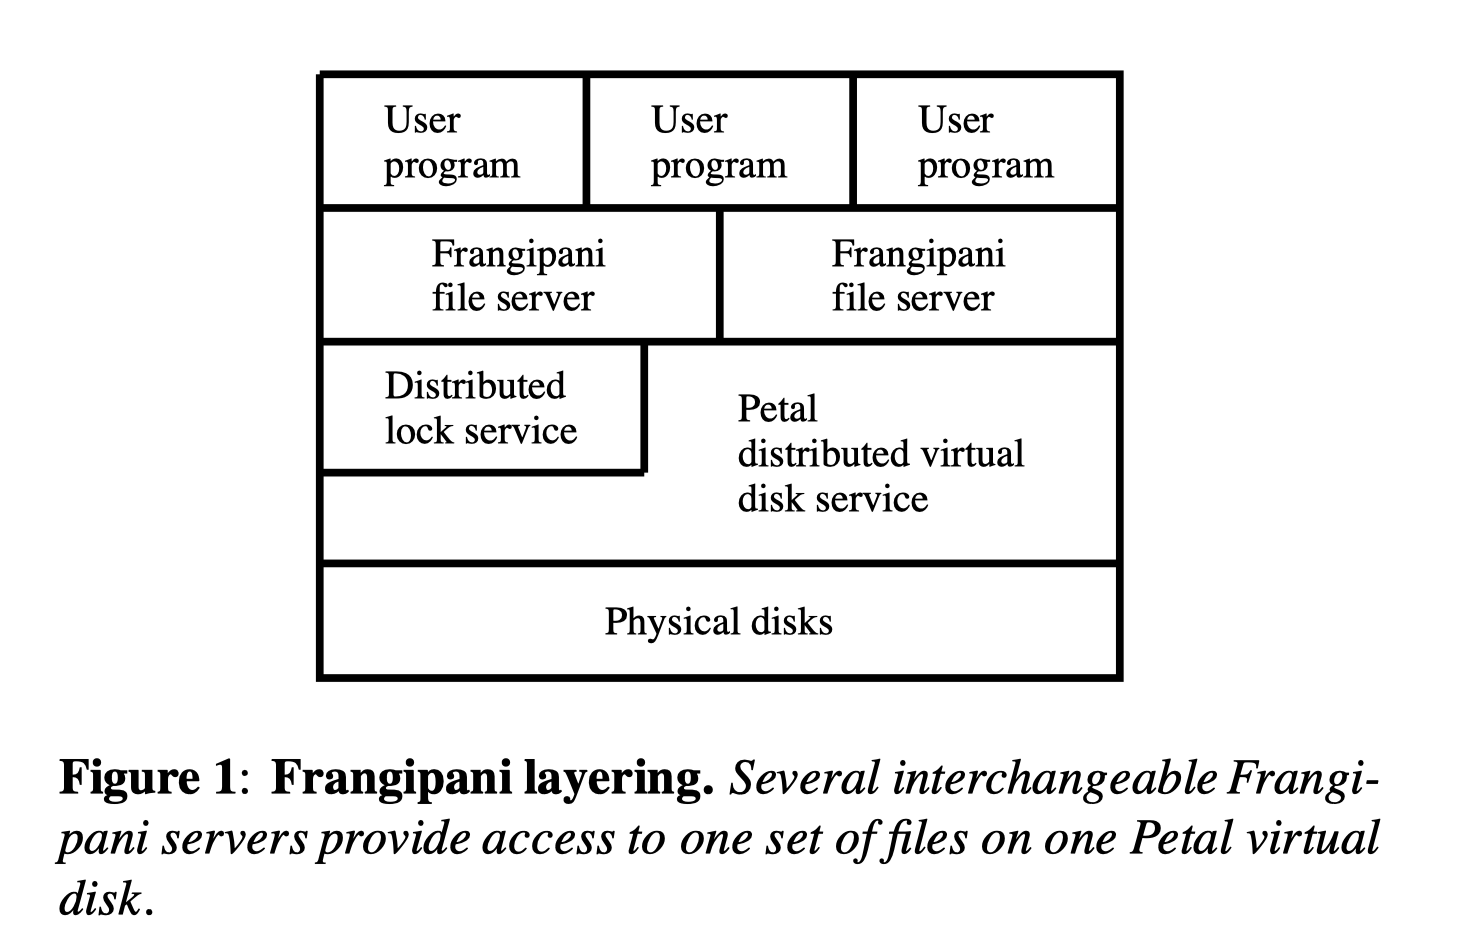 User
program
User
program
User
program
Frangipani
file server
Frangipani
file server
Distributed
lock service
Petal
distributed virtual
disk service
Physical disks
Figure 1: Frangipani layering. Several interchangeable Frangi-
pani servers provide access to one set of files on one Petal virtual
disk.